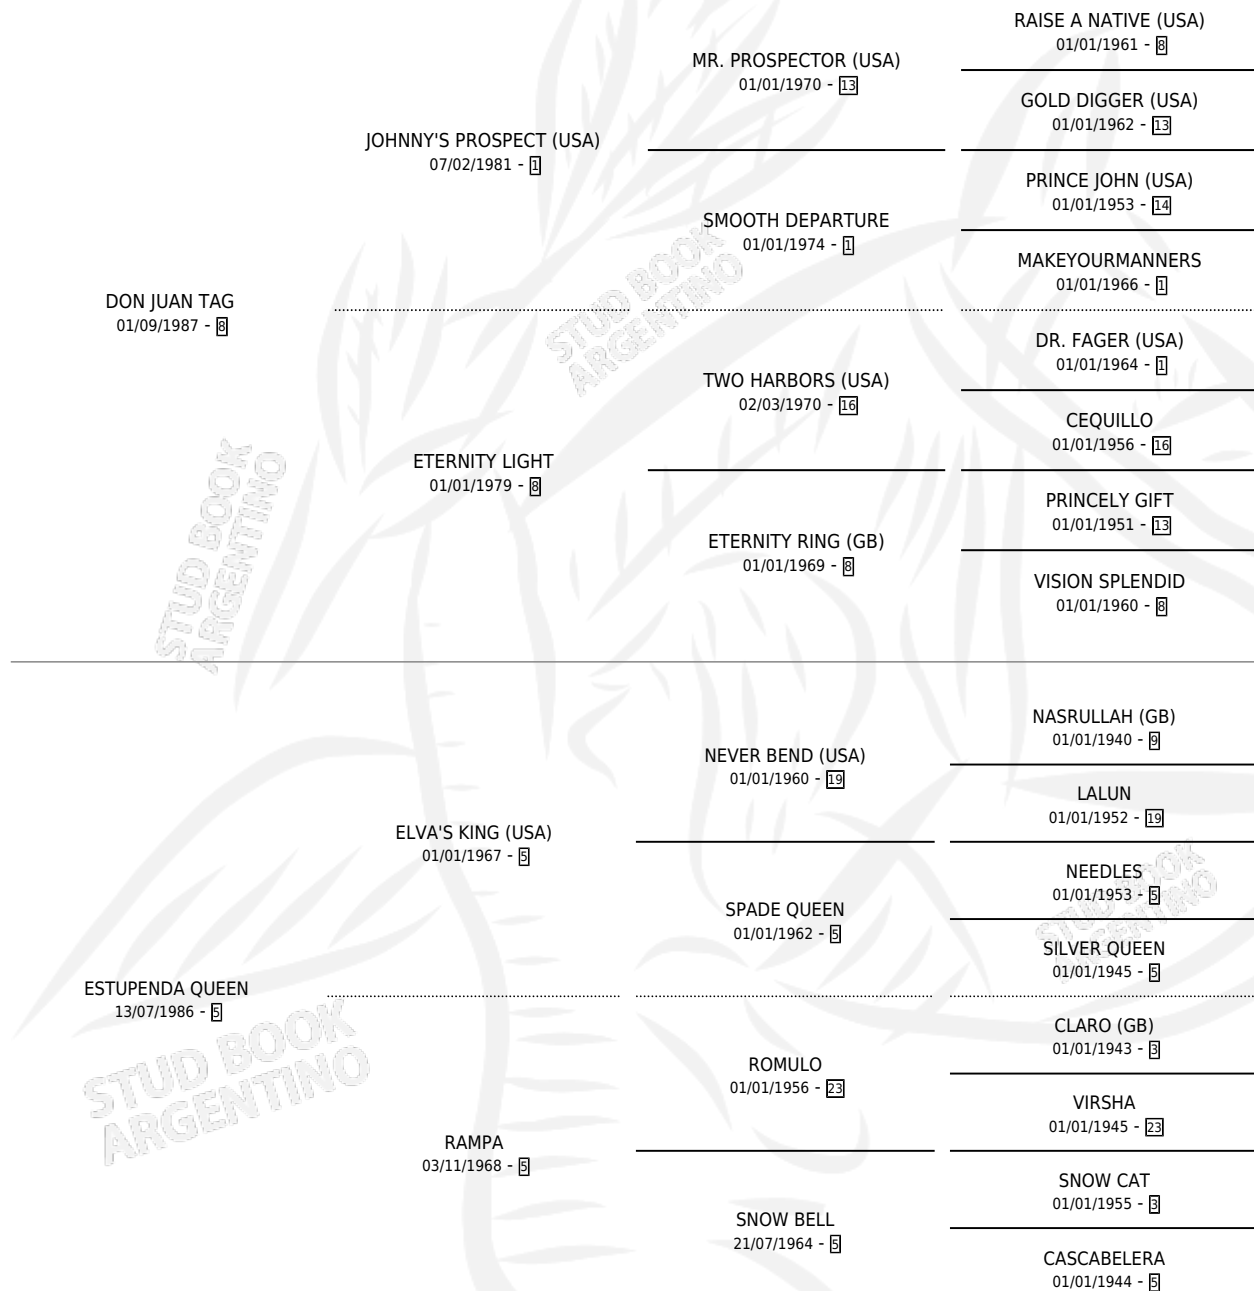 RAISE A NATIVE (USA)
01/01/1961 - 8
MR. PROSPECTOR (USA)
01/01/1970 - 13
GOLD DIGGER (USA)
01/01/1962 - 13
JOHNNY'S PROSPECT (USA)
07/02/1981 - 1
PRINCE JOHN (USA)
01/01/1953 - 14
SMOOTH DEPARTURE
01/01/1974 - 1
MAKEYOURMANNERS
01/01/1966 - 1
DON JUAN TAG
01/09/1987 - 8
DR. FAGER (USA)
01/01/1964 - 1
TWO HARBORS (USA)
02/03/1970 - 16
CEQUILLO
01/01/1956 - 16
ETERNITY LIGHT
01/01/1979 - 8
PRINCELY GIFT
01/01/1951 - 13
ETERNITY RING (GB)
01/01/1969 - 8
VISION SPLENDID
01/01/1960 - 8
NASRULLAH (GB)
01/01/1940 - 9
NEVER BEND (USA)
01/01/1960 - 19
LALUN
01/01/1952 - 19
ELVA'S KING (USA)
01/01/1967 - 5
NEEDLES
01/01/1953 - 5
SPADE QUEEN
01/01/1962 - 5
SILVER QUEEN
01/01/1945 - 5
ESTUPENDA QUEEN
13/07/1986 - 5
CLARO (GB)
01/01/1943 - 3
ROMULO
01/01/1956 - 23
VIRSHA
01/01/1945 - 23
RAMPA
03/11/1968 - 5
SNOW CAT
01/01/1955 - 3
SNOW BELL
21/07/1964 - 5
CASCABELERA
01/01/1944 - 5
STUD BOOK
ARGENTINO
STUD BOOK
ARGENTINO
STUD BOOK
ARGENTINO
STUD BOOK
ARGENTINO